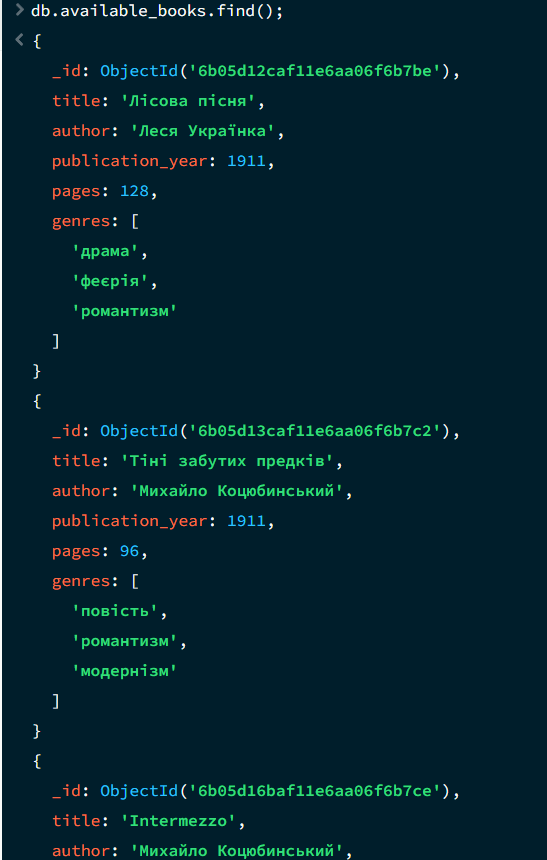 > db.available_books.find();
< {
_id: ObjectId('6b05d12caf11e6aa06f6b7be'),
title: 'Лісова пісня',
author: 'Леся Українка',
publication_year: 1911,
pages: 128,
genres: [
'драма',
'феєрія',
'романтизм'
]
}
{
_id: ObjectId('6b05d13caf11e6aa06f6b7c2'),
title: 'Тіні забутих предків',
author: 'Михайло Коцюбинський',
publication_year: 1911,
pages: 96,
genres: [
'повість',
'романтизм',
'модернізм'
]
}
{
_id: ObjectId('6b05d16baf11e6aa06f6b7ce'),
title: 'Intermezzo',
author: 'Михайло Коцюбинський',